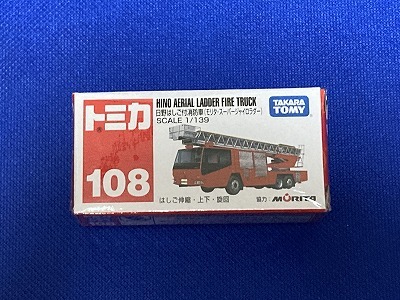 トミカ
108
HINO AERIAL LADDER FIRE TRUCK
日野はしご付消防車(モリタ・スーパージャイロラダー)
SCALE 1/139
TAKARA
TOMY
はしご伸縮・上下・旋回
協力: MORITA